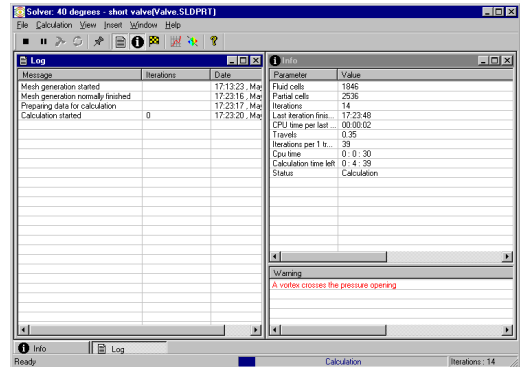 Solver: 40 degrees - short valve(Valve.SLDPRT)
File Calculation View Insert Window Help
Log
Message Iterations Date
Mesh generation started 17:13:23 , May
Mesh generation normally finished 17:23:16 , May
Preparing data for calculation 17:23:17 , May
Calculation started 0 17:23:20 , May
Info
Parameter Value
Fluid cells 1846
Partial cells 2536
Iterations 14
Last iteration finis... 17:23:48
CPU time per last ... 00:00:02
Travels 0.35
Iterations per 1 tr... 39
Cpu time 0 : 0 : 30
Calculation time left 0 : 4 : 39
Status Calculation
Warning
A vortex crosses the pressure opening
Info Log
Ready Calculation Iterations : 14